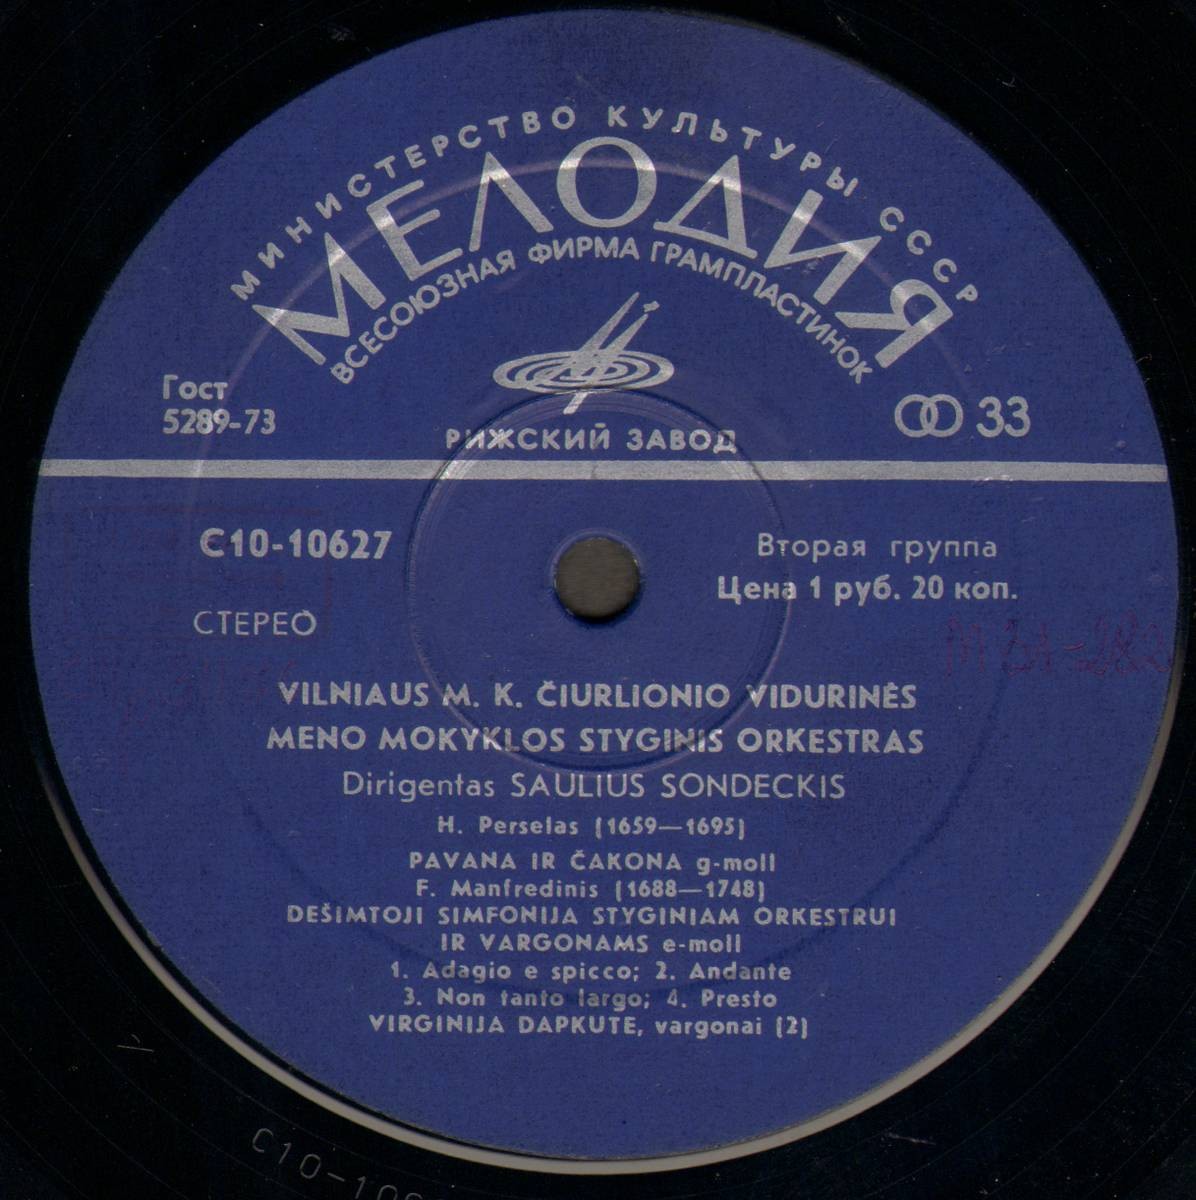 МИНИСТЕРСТВО КУЛЬТУРЫ СССР
МЕЛОДИЯ
ВСЕСОЮЗНАЯ ФИРМА ГРАМПЛАСТИНОК
Гост
5289-73
33
РИЖСКИЙ ЗАВОД
С10-10627
Вторая группа
Цена 1 руб. 20 коп.
СТЕРЕО
VILNIAUS M. K. ČIURLIONIO VIDURINĖS
MENO MOKYKLOS STYGINIS ORKESTRAS
Dirigentas SAULIUS SONDECKIS
H. Perselas (1659—1695)
PAVANA IR ČAKONA g-moll
F. Manfredinis (1688—1748)
DEŠIMTOJI SIMFONIJA STYGINIAM ORKESTRUI
IR VARGONAMS e-moll
1. Adagio e spicco; 2. Andante
3. Non tanto largo; 4. Presto
VIRGINIJA DAPKUTE, vargonai (2)